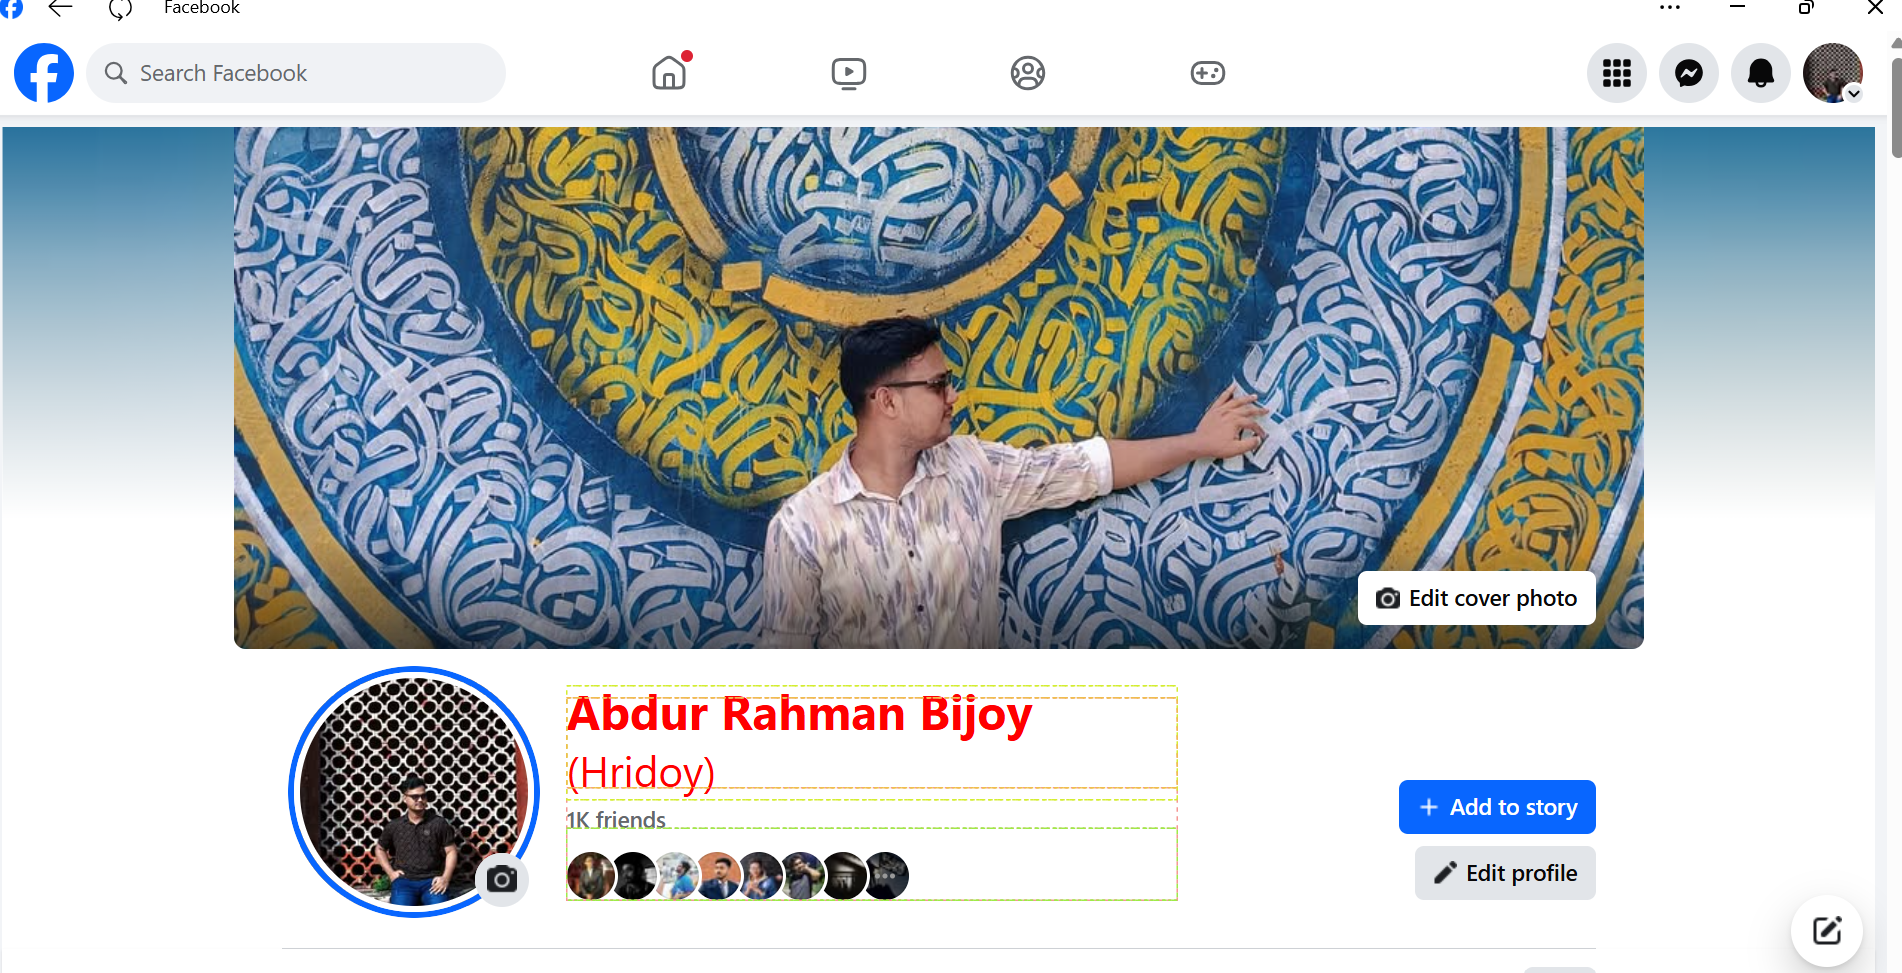 Facebook
Search Facebook
Edit cover photo
Abdur Rahman Bijoy
(Hridoy)
1K friends
Add to story
Edit profile